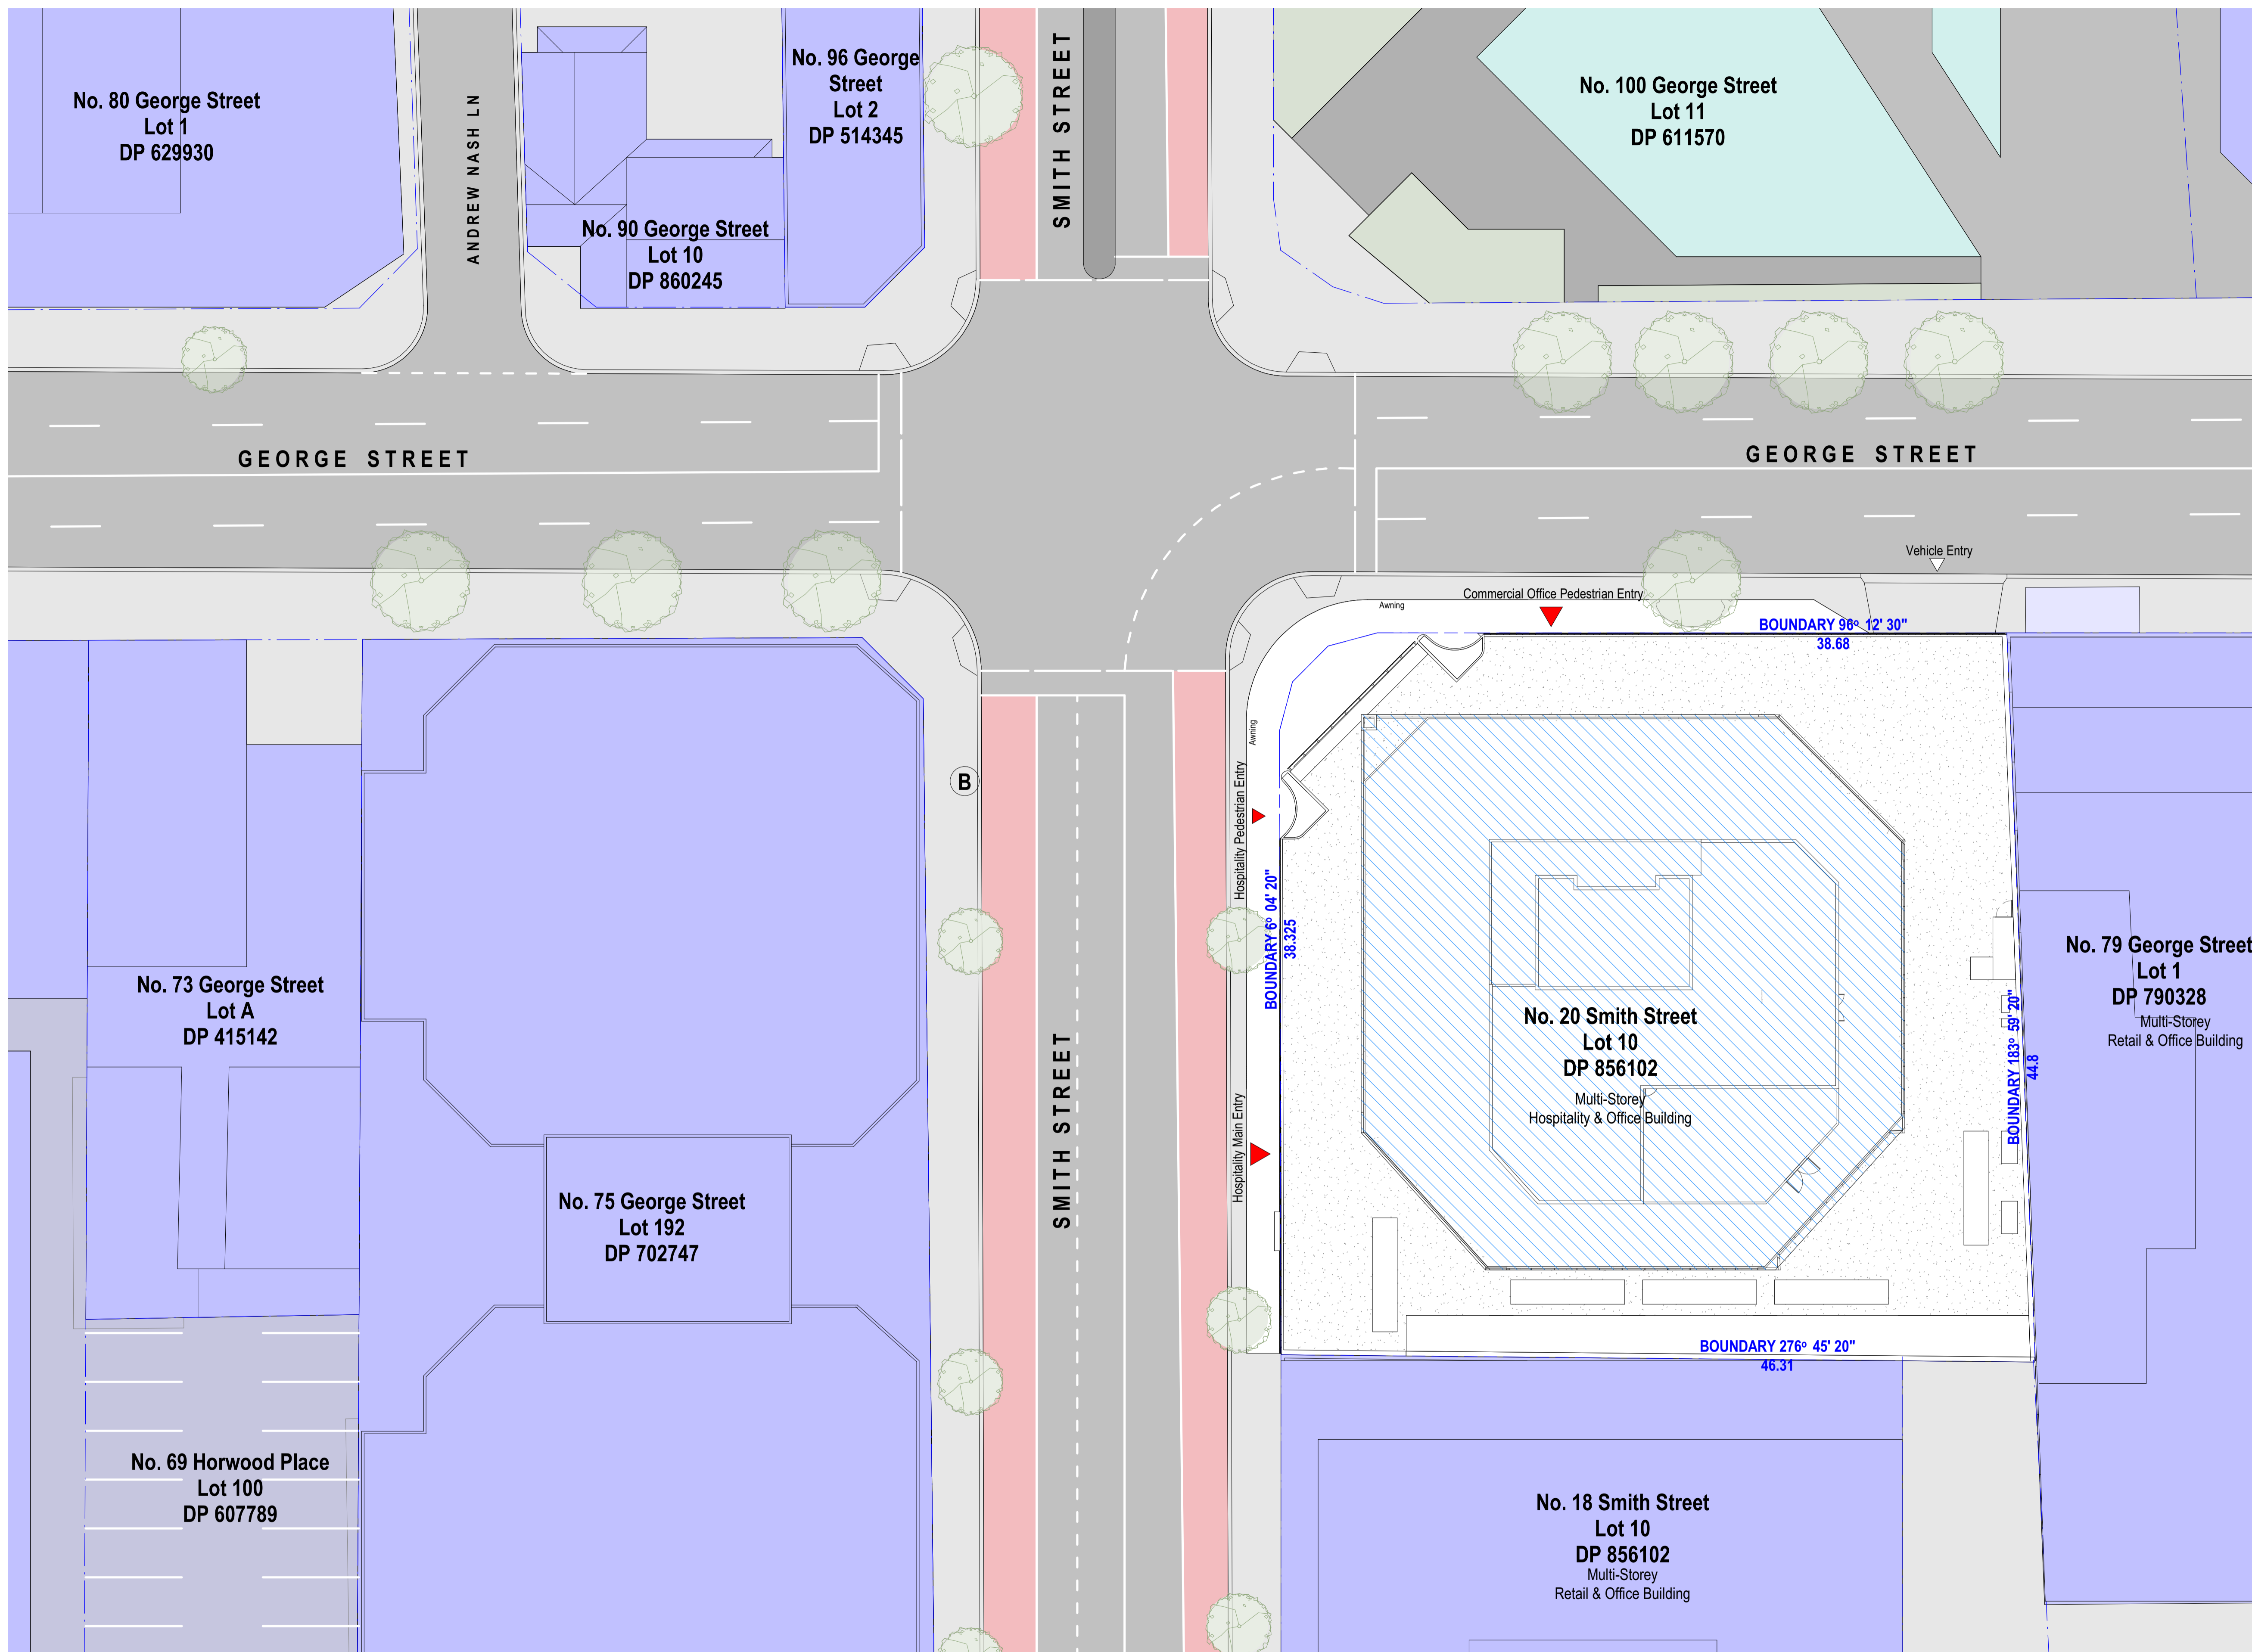 No. 80 George Street
Lot 1
DP 629930
ANDREW NASH LN
No. 90 George Street
Lot 10
DP 860245
No. 96 George
Street
Lot 2
DP 514345
SMITH STREET
No. 100 George Street
Lot 11
DP 611570
GEORGE STREET
GEORGE STREET
Vehicle Entry
Commercial Office Pedestrian Entry
Awning
BOUNDARY 96º 12' 30"
38.68
Awning
B
Hospitality Pedestrian Entry
BOUNDARY 6º 04' 20"
38.325
No. 73 George Street
Lot A
DP 415142
No. 20 Smith Street
Lot 10
DP 856102
Multi-Storey
Hospitality & Office Building
No. 79 George Street
Lot 1
DP 790328
Multi-Storey
Retail & Office Building
BOUNDARY 183º 59' 20"
44.8
SMITH STREET
Hospitality Main Entry
No. 75 George Street
Lot 192
DP 702747
BOUNDARY 276º 45' 20"
46.31
No. 69 Horwood Place
Lot 100
DP 607789
No. 18 Smith Street
Lot 10
DP 856102
Multi-Storey
Retail & Office Building